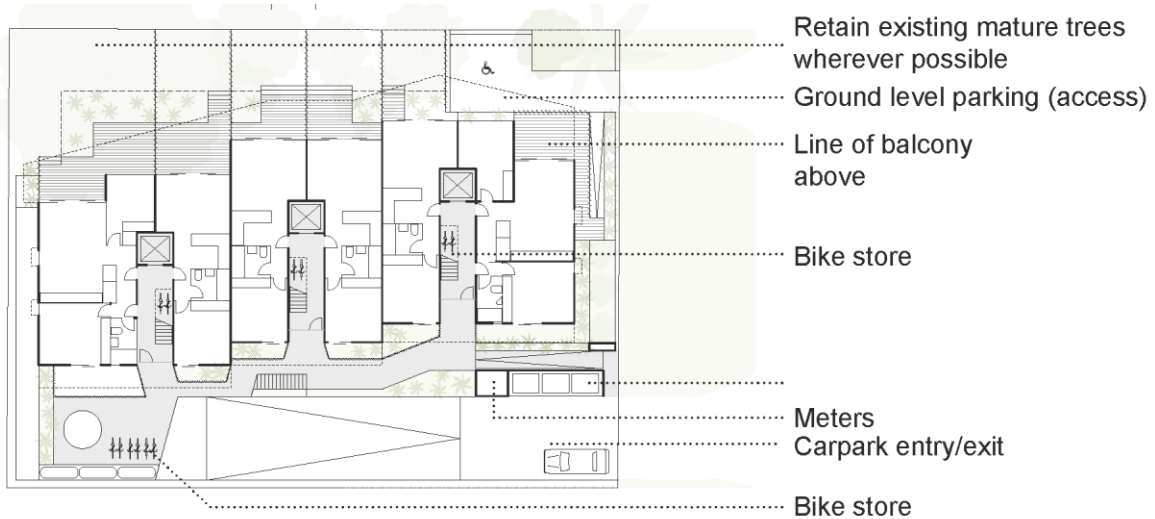 Retain existing mature trees
wherever possible
Ground level parking (access)
Line of balcony
above
Bike store
Meters
Carpark entry/exit
Bike store